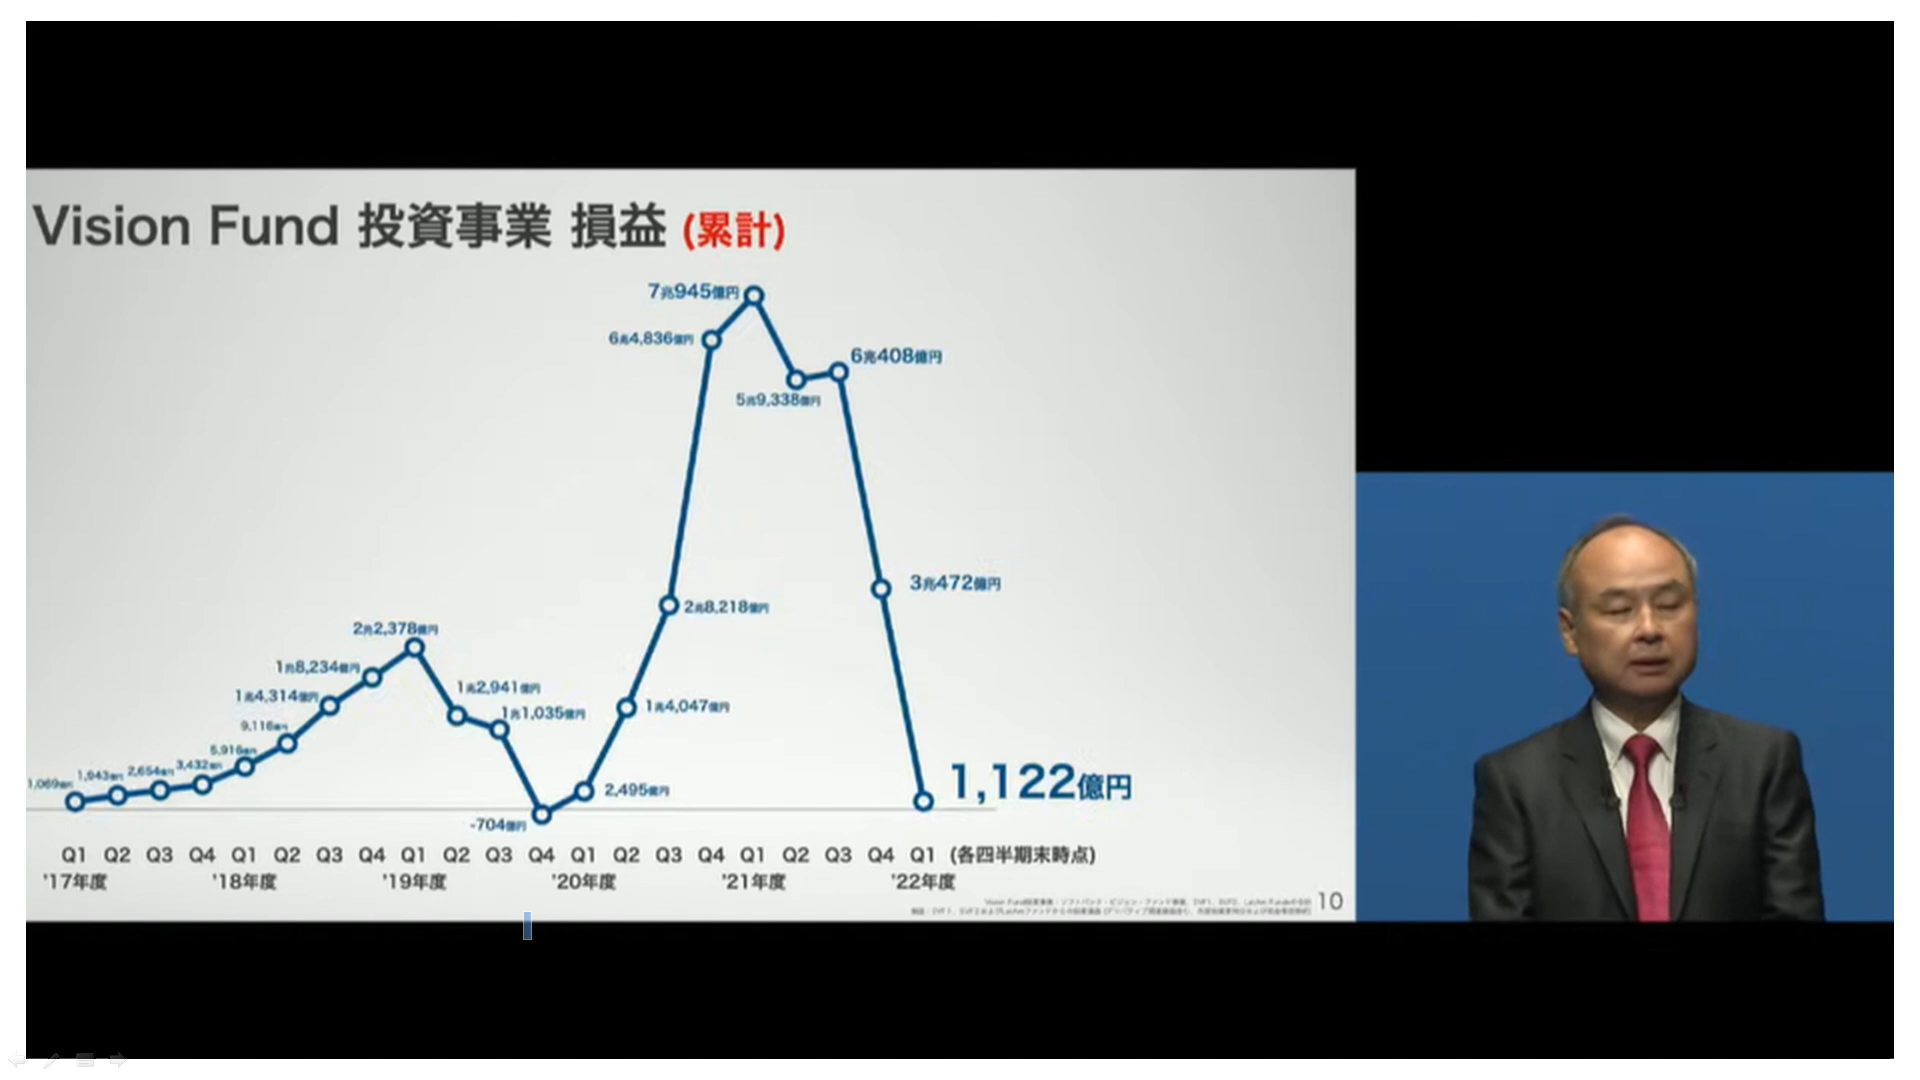 Vision Fund 投資事業 損益 (累計)
7兆945億円
6兆4,836億円
6兆408億円
5兆9,338億円
3兆472億円
2兆8,218億円
2兆2,378億円
1兆8,234億円
1兆4,314億円
1兆2,941億円
1兆1,035億円
1兆4,047億円
9,116億円
5,916億円
1,069億円 1,943億円 2,654億円 3,432億円
2,495億円
1,122億円
-704億円
Q1 Q2 Q3 Q4 Q1 Q2 Q3 Q4 Q1 Q2 Q3 Q4 Q1 Q2 Q3 Q4 Q1 Q2 Q3 Q4 Q1 (各四半期末時点)
'17年度 '18年度 '19年度 '20年度 '21年度 '22年度
10